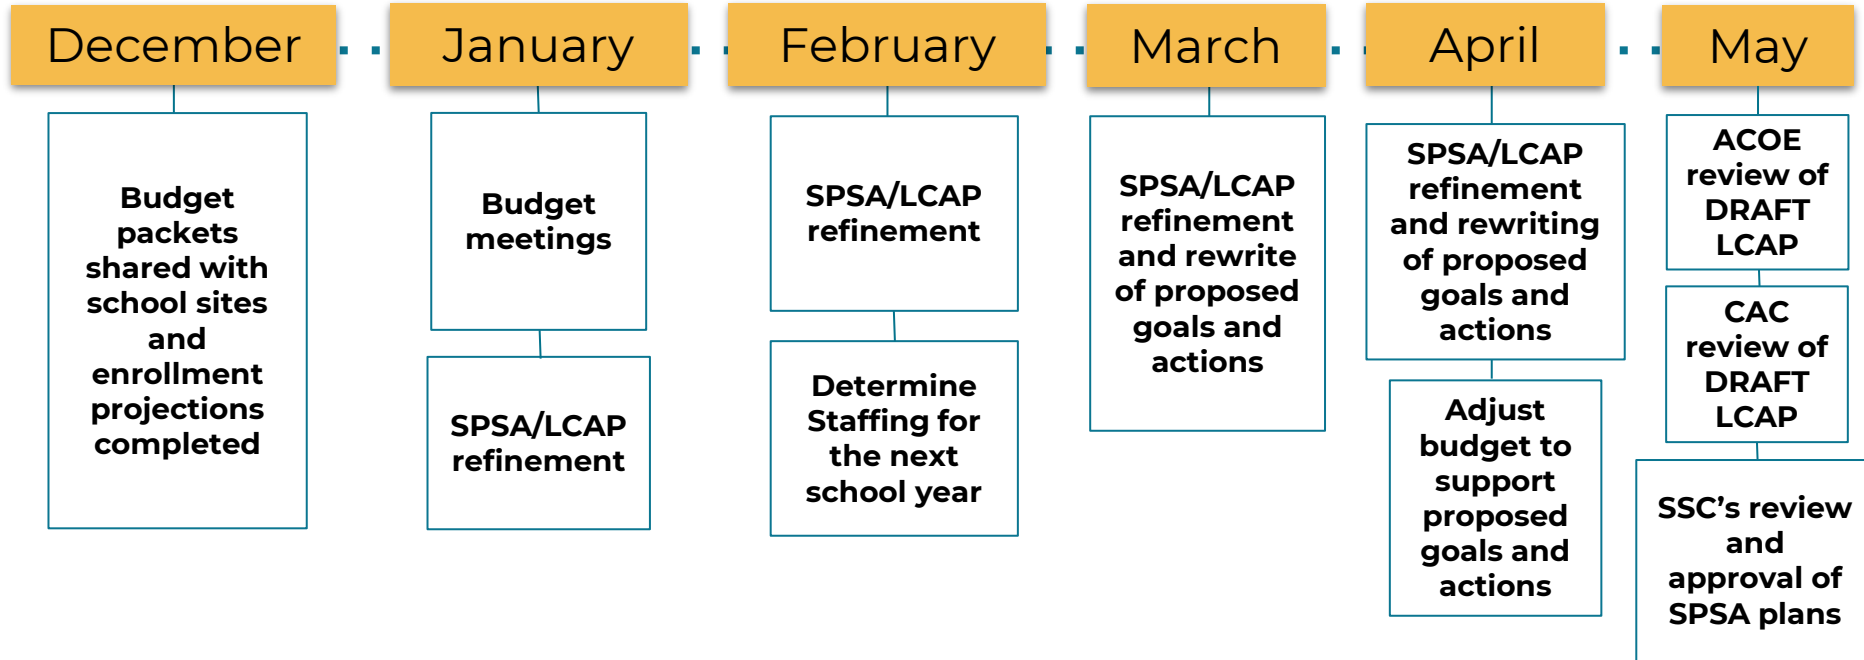 December
January
February
March
April
May
Budget
packets
shared with
school sites
and
enrollment
projections
completed
Budget
meetings
SPSA/LCAP
refinement
SPSA/LCAP
refinement
Determine
Staffing for
the next
school year
SPSA/LCAP
refinement
and rewrite
of proposed
goals and
actions
SPSA/LCAP
refinement
and rewriting
of proposed
goals and
actions
Adjust
budget to
support
proposed
goals and
actions
ACOE
review of
DRAFT
LCAP
CAC
review of
DRAFT
LCAP
SSC’s review
and
approval of
SPSA plans